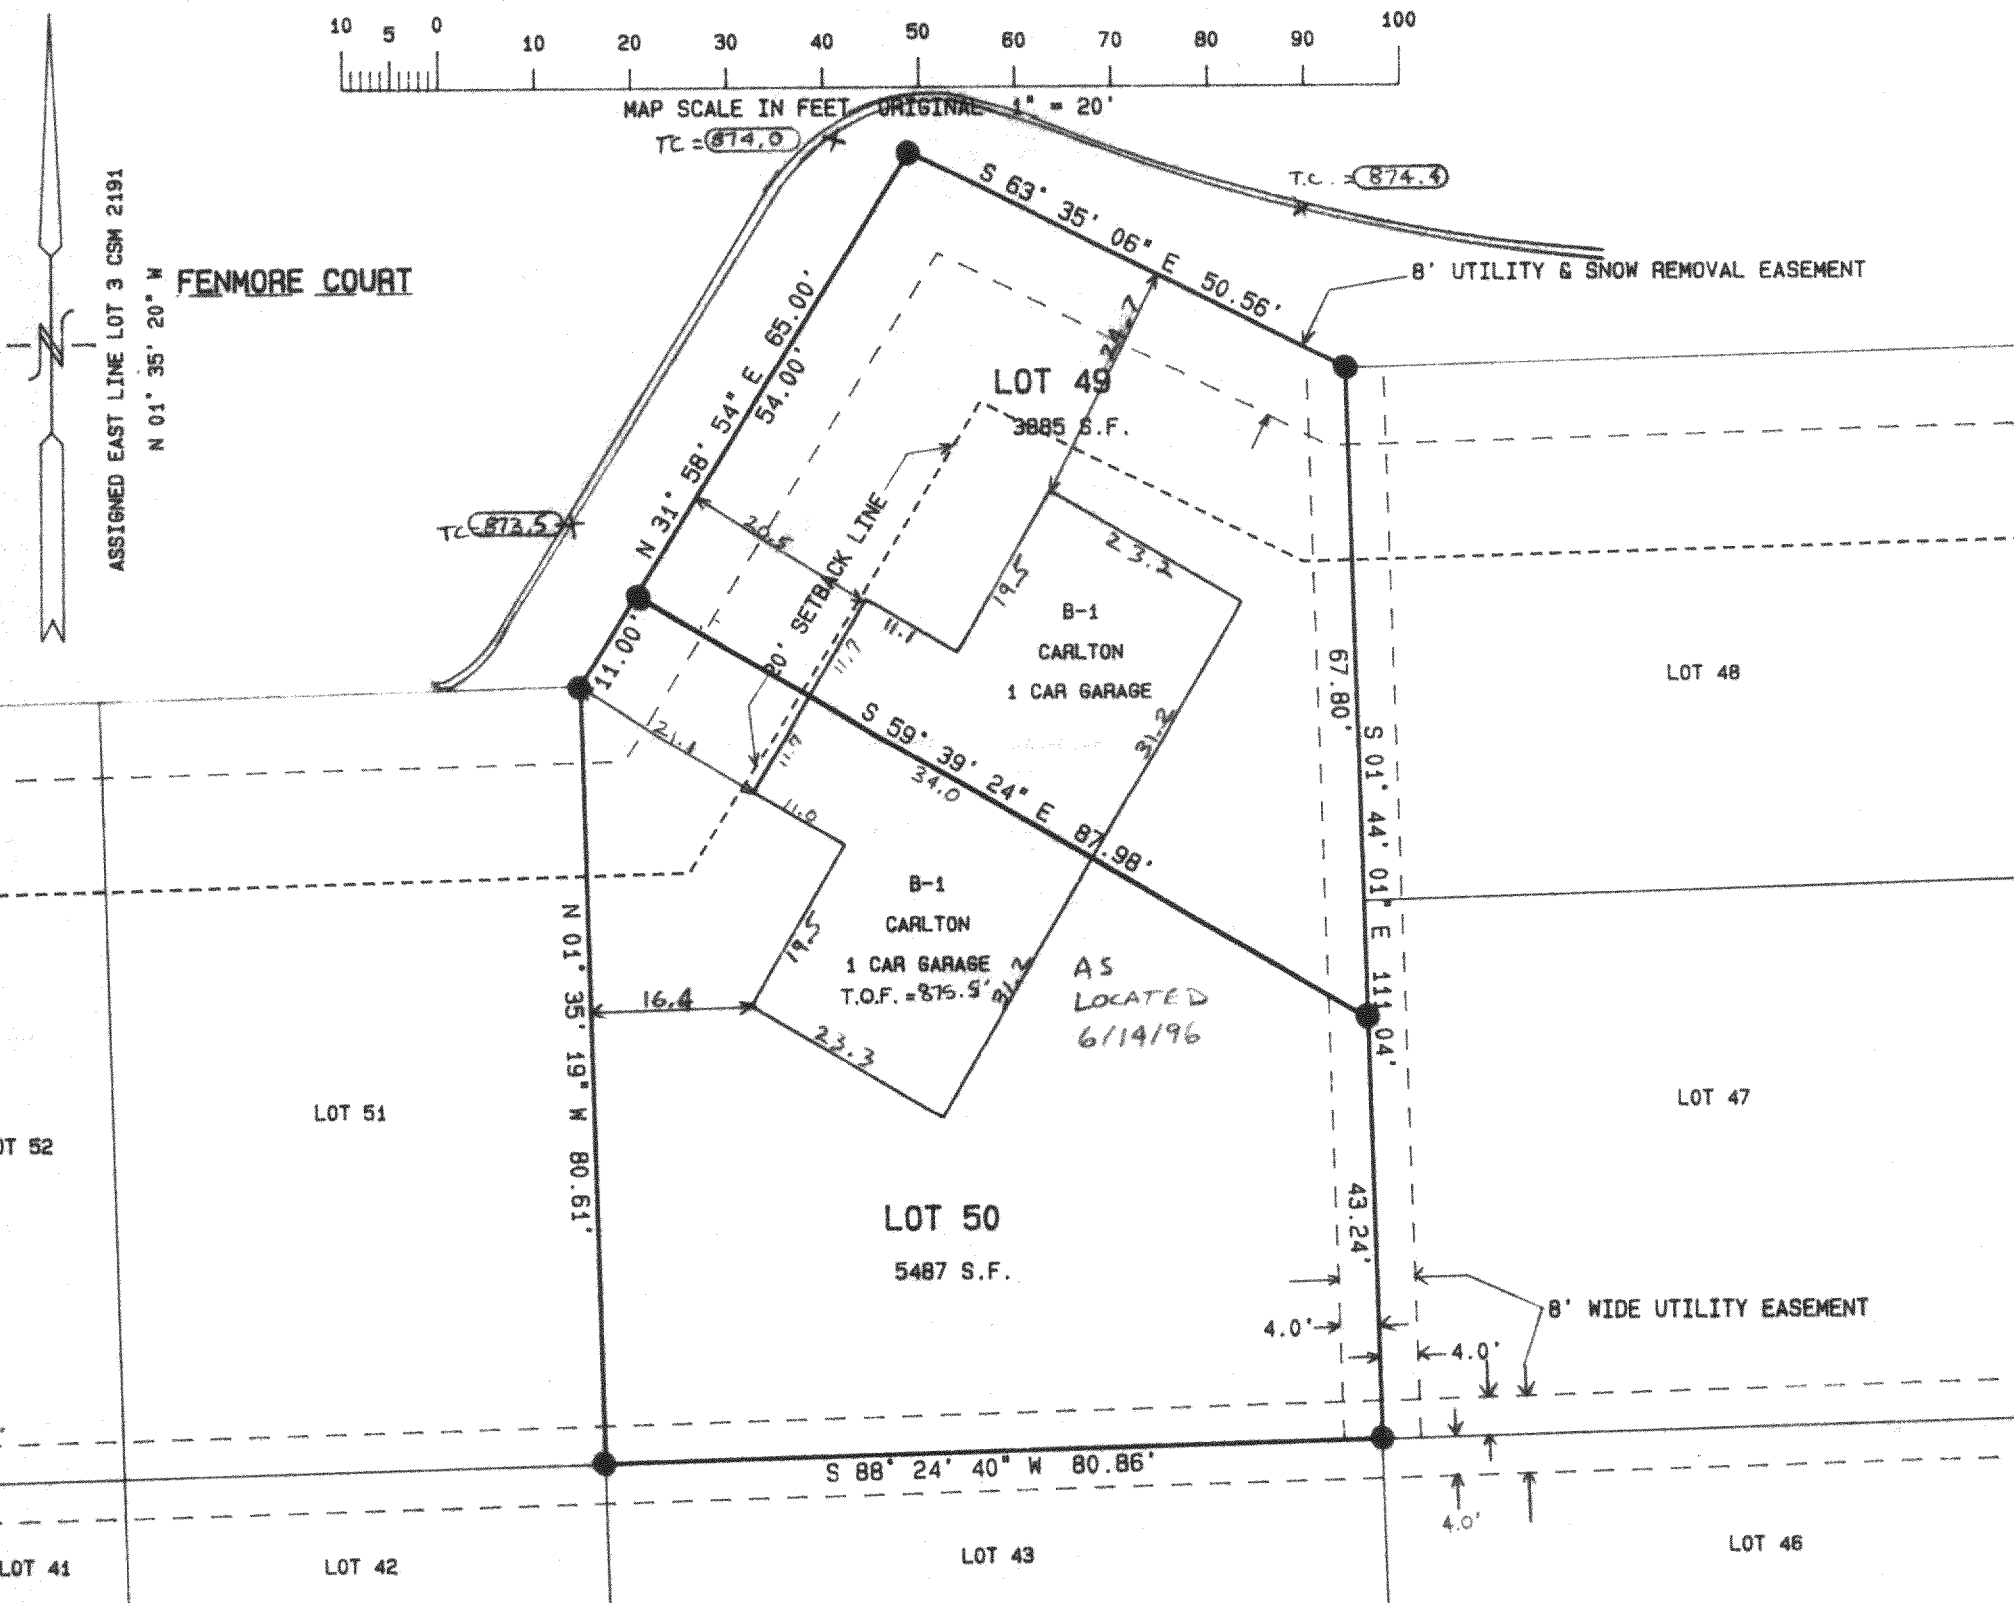 10 5 0 10 20 30 40 50 60 70 80 90 100
MAP SCALE IN FEET ORIGINAL 1" = 20'
TC = 874.0
T.C. = 874.4
ASSIGNED EAST LINE LOT 3 CSM 2191
N 01° 35' 20" W
N
FENMORE COURT
S 63° 35' 06" E 50.56'
8' UTILITY & SNOW REMOVAL EASEMENT
N 31° 58' 54" E 65.00'
54.00'
24.7
LOT 49
3885 S.F.
TC 873.5
20.5
20' SETBACK LINE
23.2
19.5
11.1
11.7
B-1
CARLTON
1 CAR GARAGE
31.2
67.80'
LOT 48
11.00'
21.1
11.9
11.0
S 59° 39' 24" E 87.98'
34.0
S 01° 44' 01" E 111.04'
B-1
CARLTON
1 CAR GARAGE
T.O.F. = 875.5'
19.5
31.2
16.4
23.3
AS
LOCATED
6/14/96
N 01° 35' 19" W 80.61'
LOT 51
OT 52
LOT 47
LOT 50
5487 S.F.
43.24'
8' WIDE UTILITY EASEMENT
4.0'
4.0'
S 88° 24' 40" W 80.86'
4.0'
LOT 41
LOT 42
LOT 43
LOT 46